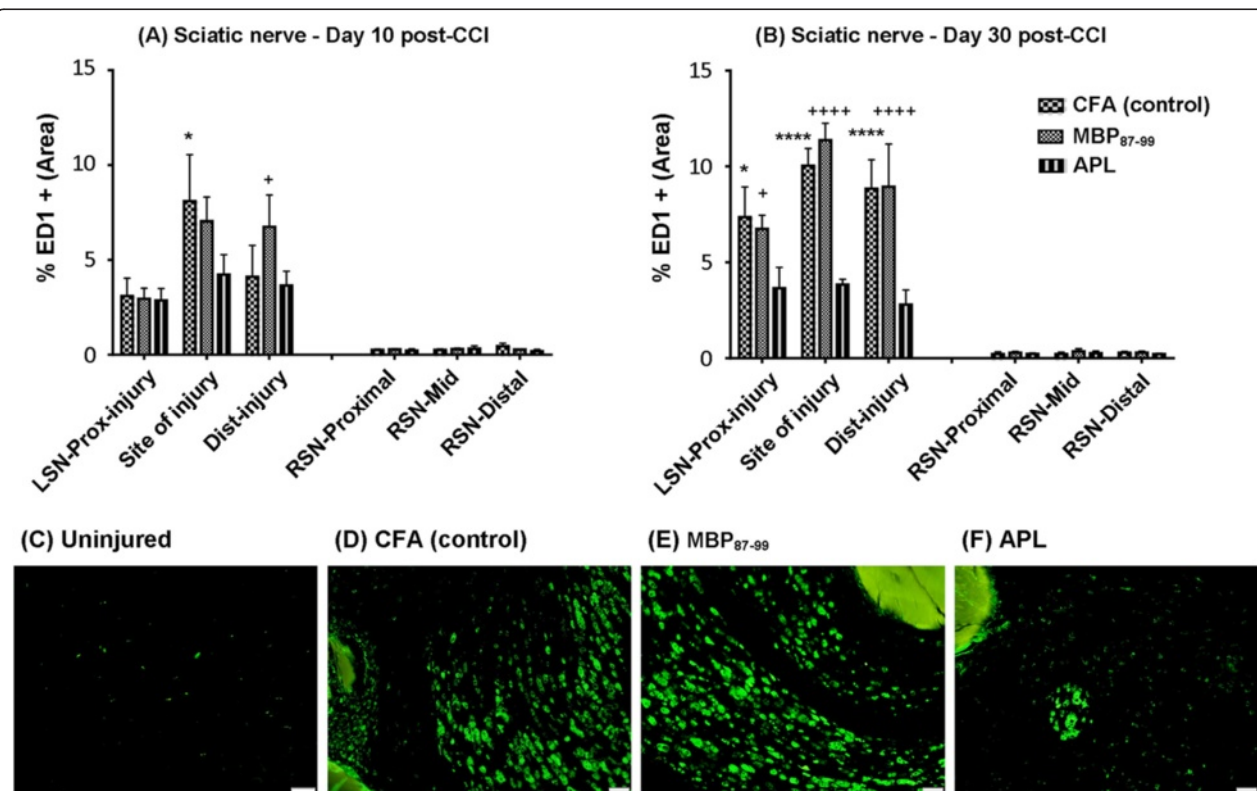 (A) Sciatic nerve - Day 10 post-CCI
% ED1 + (Area)
15
10
5
0
*
+
LSN-Prox-injury
Site of injury
Dist-injury
RSN-Proximal
RSN-Mid
RSN-Distal
(B) Sciatic nerve - Day 30 post-CCI
% ED1 + (Area)
15
10
5
0
*
+
****
++++
****
++++
LSN-Prox-injury
Site of injury
Dist-injury
RSN-Proximal
RSN-Mid
RSN-Distal
CFA (control)
MBP87-99
APL
(C) Uninjured
(D) CFA (control)
(E) MBP87-99
(F) APL